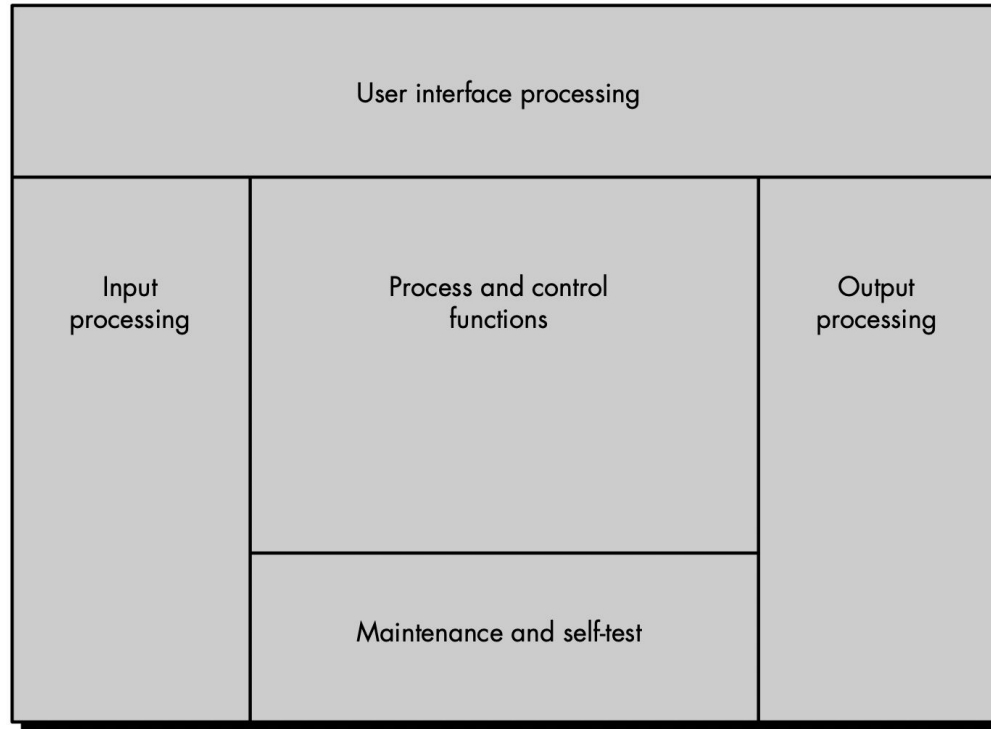 User interface processing
Input
processing
Process and control
functions
Output
processing
Maintenance and self-test